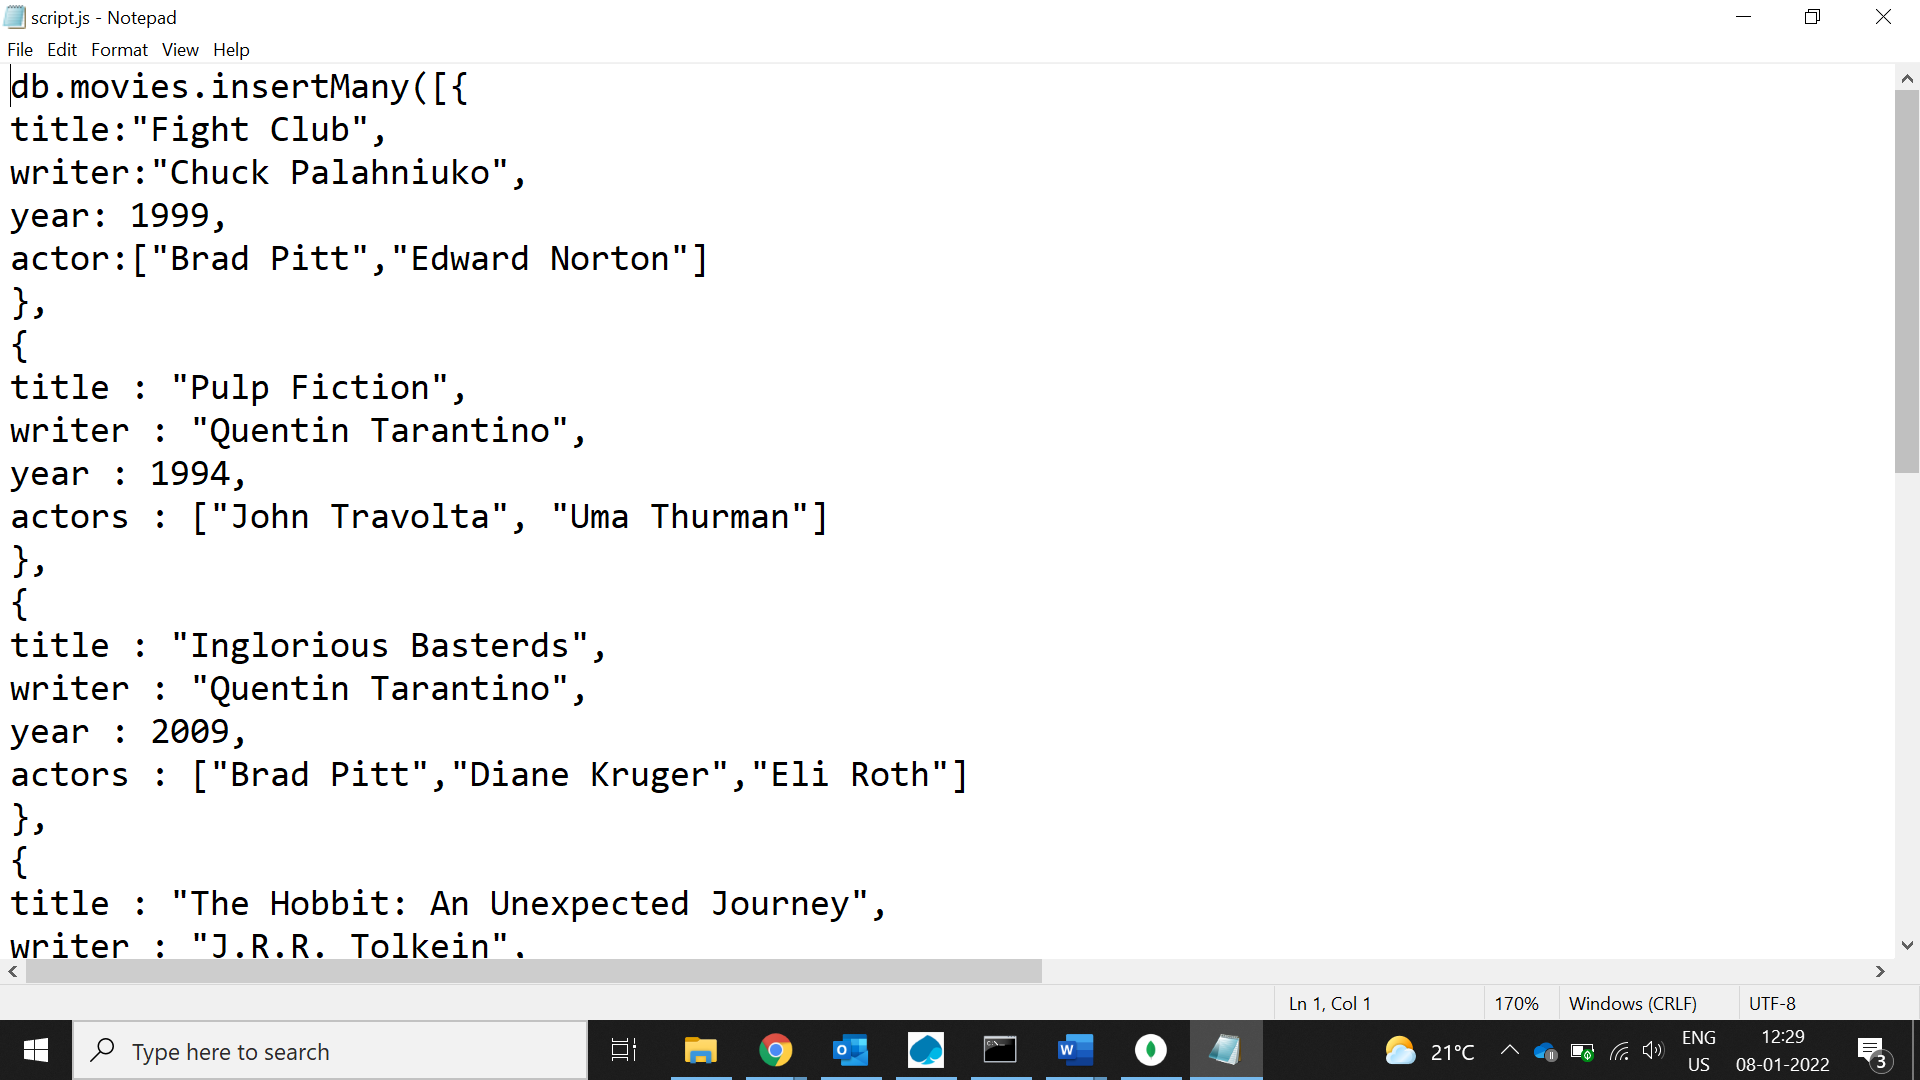 script.js - Notepad
File Edit Format View Help
db.movies.insertMany([{
title:"Fight Club",
writer:"Chuck Palahniuko",
year: 1999,
actor:["Brad Pitt","Edward Norton"]
},
{
title : "Pulp Fiction",
writer : "Quentin Tarantino",
year : 1994,
actors : ["John Travolta", "Uma Thurman"]
},
{
title : "Inglorious Basterds",
writer : "Quentin Tarantino",
year : 2009,
actors : ["Brad Pitt","Diane Kruger","Eli Roth"]
},
{
title : "The Hobbit: An Unexpected Journey",
writer : "J.R.R. Tolkein",
Ln 1, Col 1 170% Windows (CRLF) UTF-8
Type here to search
21°C
ENG
US
12:29
08-01-2022
3